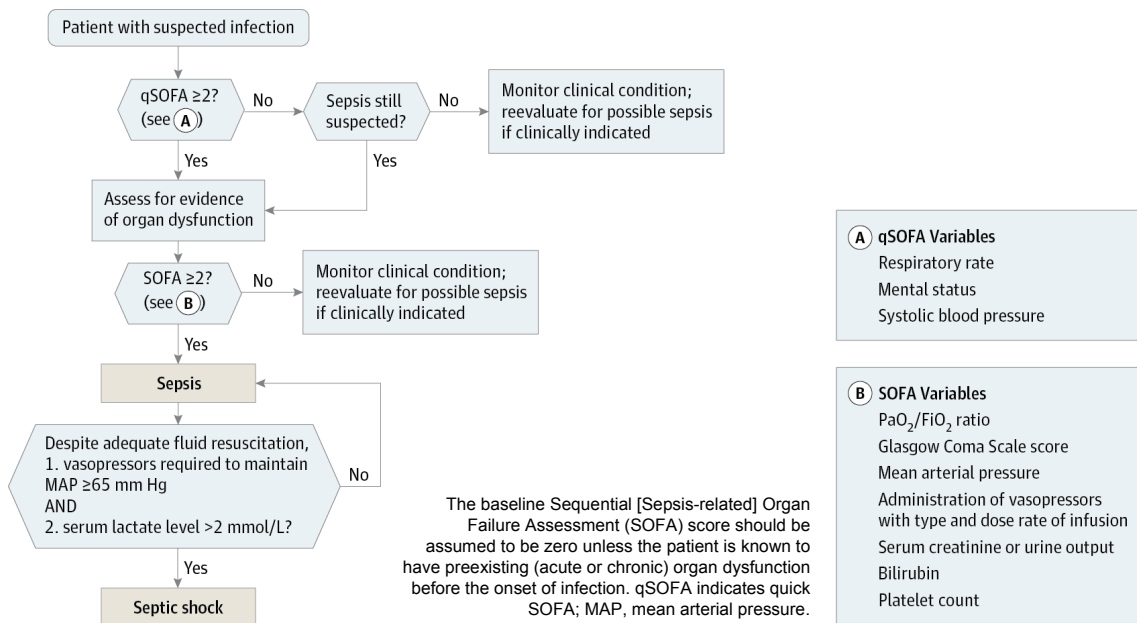 Patient with suspected infection
qSOFA ≥2?
(see A)
No
Sepsis still
suspected?
No
Monitor clinical condition;
reevaluate for possible sepsis
if clinically indicated
Yes
Yes
Assess for evidence
of organ dysfunction
SOFA ≥2?
(see B)
No
Monitor clinical condition;
reevaluate for possible sepsis
if clinically indicated
Yes
Sepsis
Despite adequate fluid resuscitation,
1. vasopressors required to maintain
MAP ≥65 mm Hg
AND
2. serum lactate level >2 mmol/L?
No
Yes
Septic shock
The baseline Sequential [Sepsis-related] Organ
Failure Assessment (SOFA) score should be
assumed to be zero unless the patient is known to
have preexisting (acute or chronic) organ dysfunction
before the onset of infection. qSOFA indicates quick
SOFA; MAP, mean arterial pressure.
A qSOFA Variables
Respiratory rate
Mental status
Systolic blood pressure
B SOFA Variables
PaO2/FiO2 ratio
Glasgow Coma Scale score
Mean arterial pressure
Administration of vasopressors
with type and dose rate of infusion
Serum creatinine or urine output
Bilirubin
Platelet count